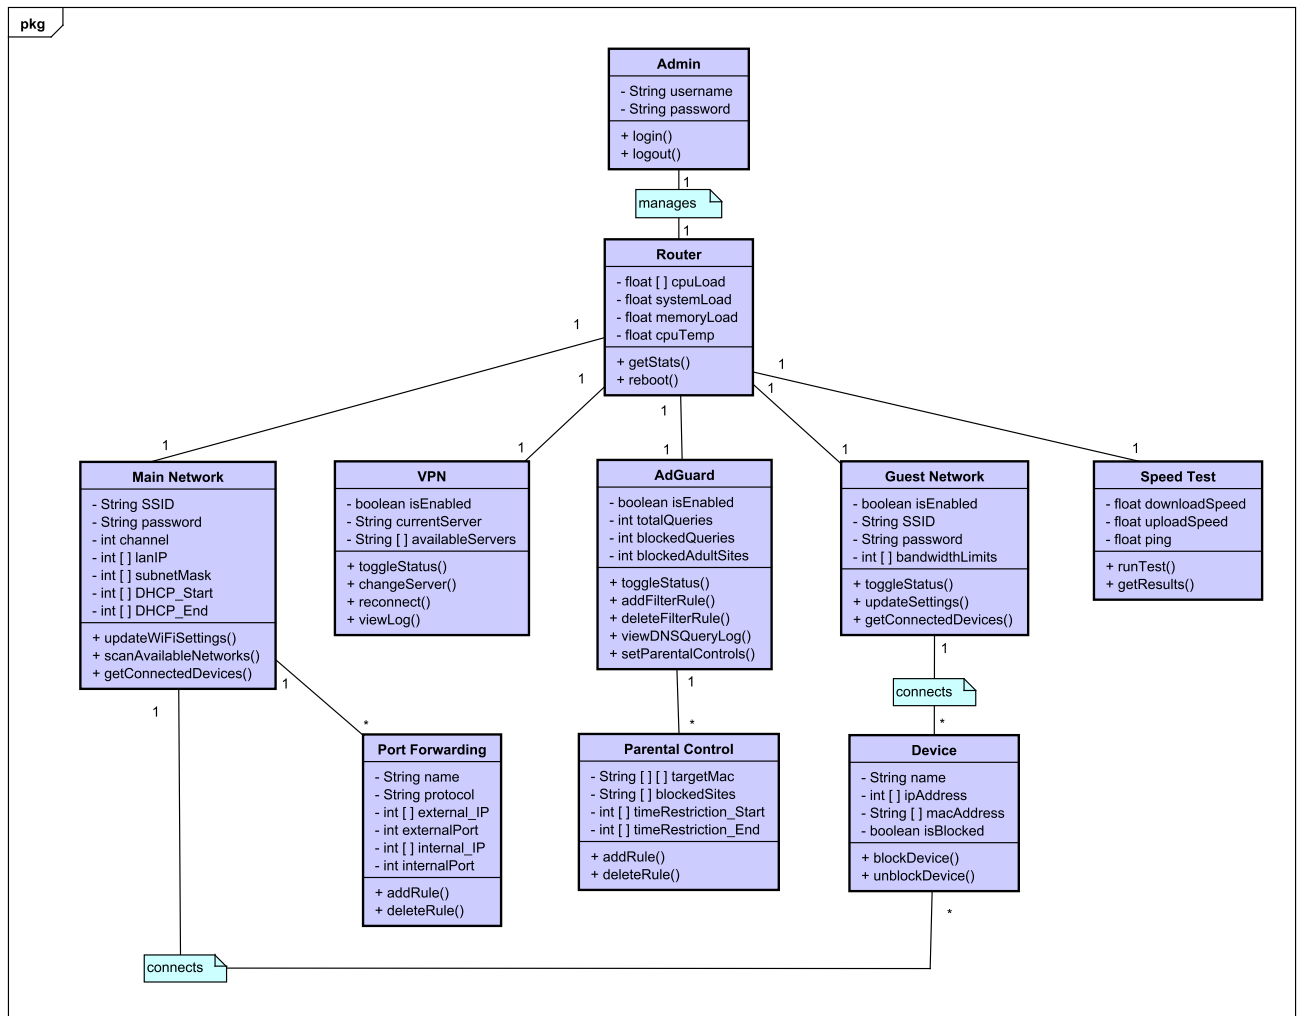 pkg
Admin
- String username
- String password
+ login()
+ logout()
1
manages
1
Router
- float [ ] cpuLoad
- float systemLoad
- float memoryLoad
- float cpuTemp
+ getStats()
+ reboot()
1
1
1
1
1
1
1
1
1
1
Main Network
- String SSID
- String password
- int channel
- int [ ] lanIP
- int [ ] subnetMask
- int [ ] DHCP_Start
- int [ ] DHCP_End
+ updateWiFiSettings()
+ scanAvailableNetworks()
+ getConnectedDevices()
VPN
- boolean isEnabled
- String currentServer
- String [ ] availableServers
+ toggleStatus()
+ changeServer()
+ reconnect()
+ viewLog()
AdGuard
- boolean isEnabled
- int totalQueries
- int blockedQueries
- int blockedAdultSites
+ toggleStatus()
+ addFilterRule()
+ deleteFilterRule()
+ viewDNSQueryLog()
+ setParentalControls()
Guest Network
- boolean isEnabled
- String SSID
- String password
- int [ ] bandwidthLimits
+ toggleStatus()
+ updateSettings()
+ getConnectedDevices()
Speed Test
- float downloadSpeed
- float uploadSpeed
- float ping
+ runTest()
+ getResults()
1
1
*
1
*
1
connects
*
Port Forwarding
- String name
- String protocol
- int [ ] external_IP
- int externalPort
- int [ ] internal_IP
- int internalPort
+ addRule()
+ deleteRule()
Parental Control
- String [ ] [ ] targetMac
- String [ ] blockedSites
- int [ ] timeRestriction_Start
- int [ ] timeRestriction_End
+ addRule()
+ deleteRule()
Device
- String name
- int [ ] ipAddress
- String [ ] macAddress
- boolean isBlocked
+ blockDevice()
+ unblockDevice()
*
connects